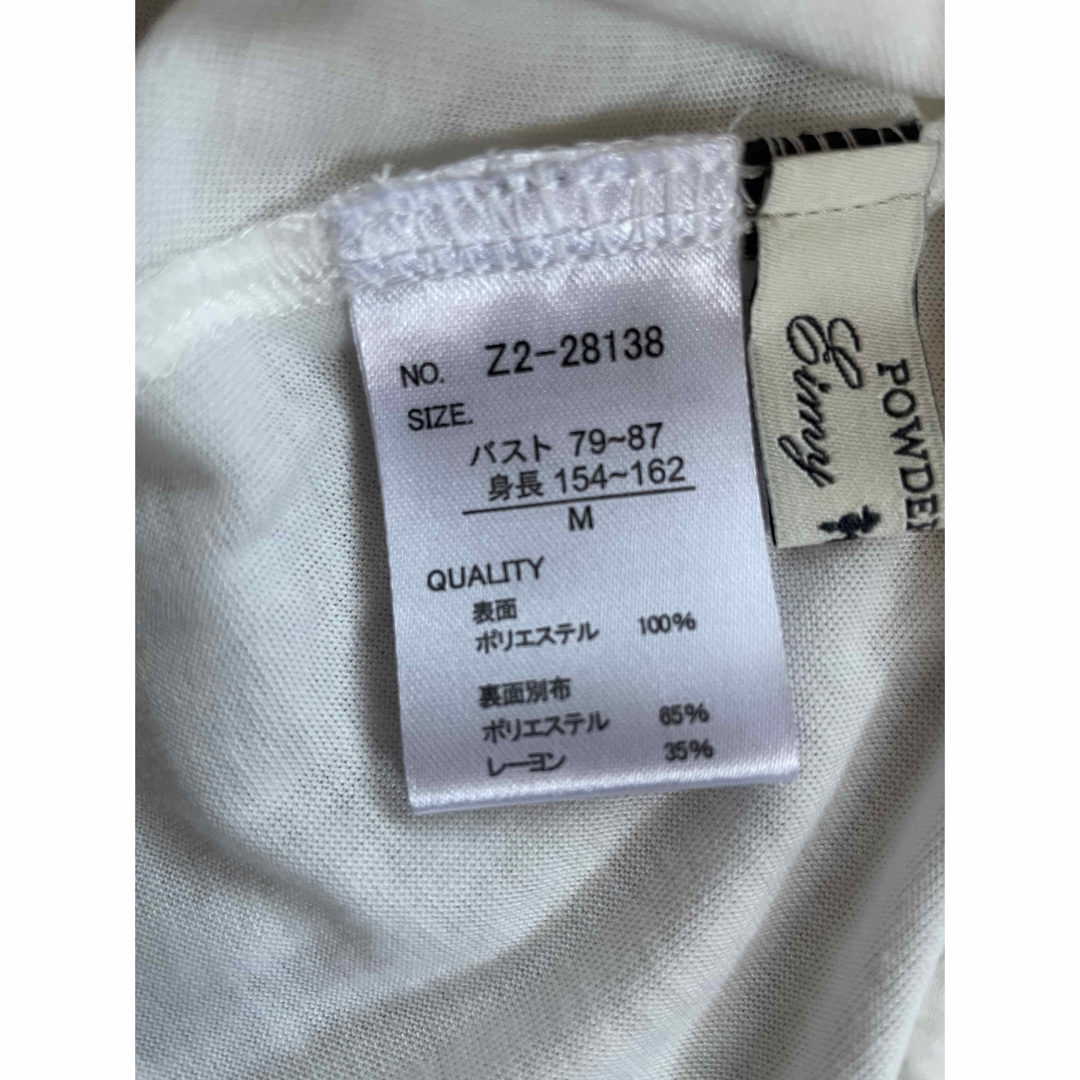 NO. Z2-28138
SIZE.
バスト 79~87
身長 154~162
M
QUALITY
表面
ポリエステル 100%
裏面別布
ポリエステル 65%
レーヨン 35%
POWDER